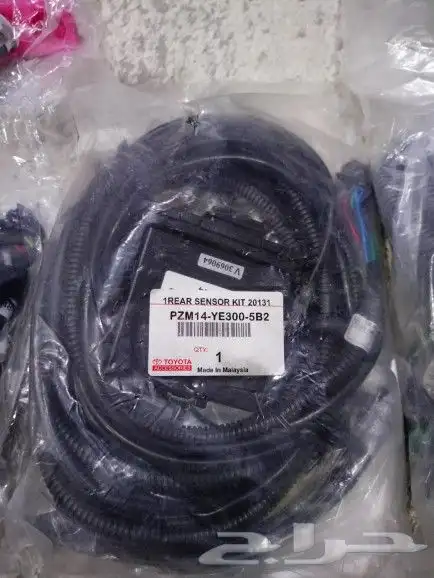 V 3069064
1REAR SENSOR KIT 20131
PZM14-YE300-5B2
QTY:
1
TOYOTA
ACCESSORIES
Made In Malaysia
حراج